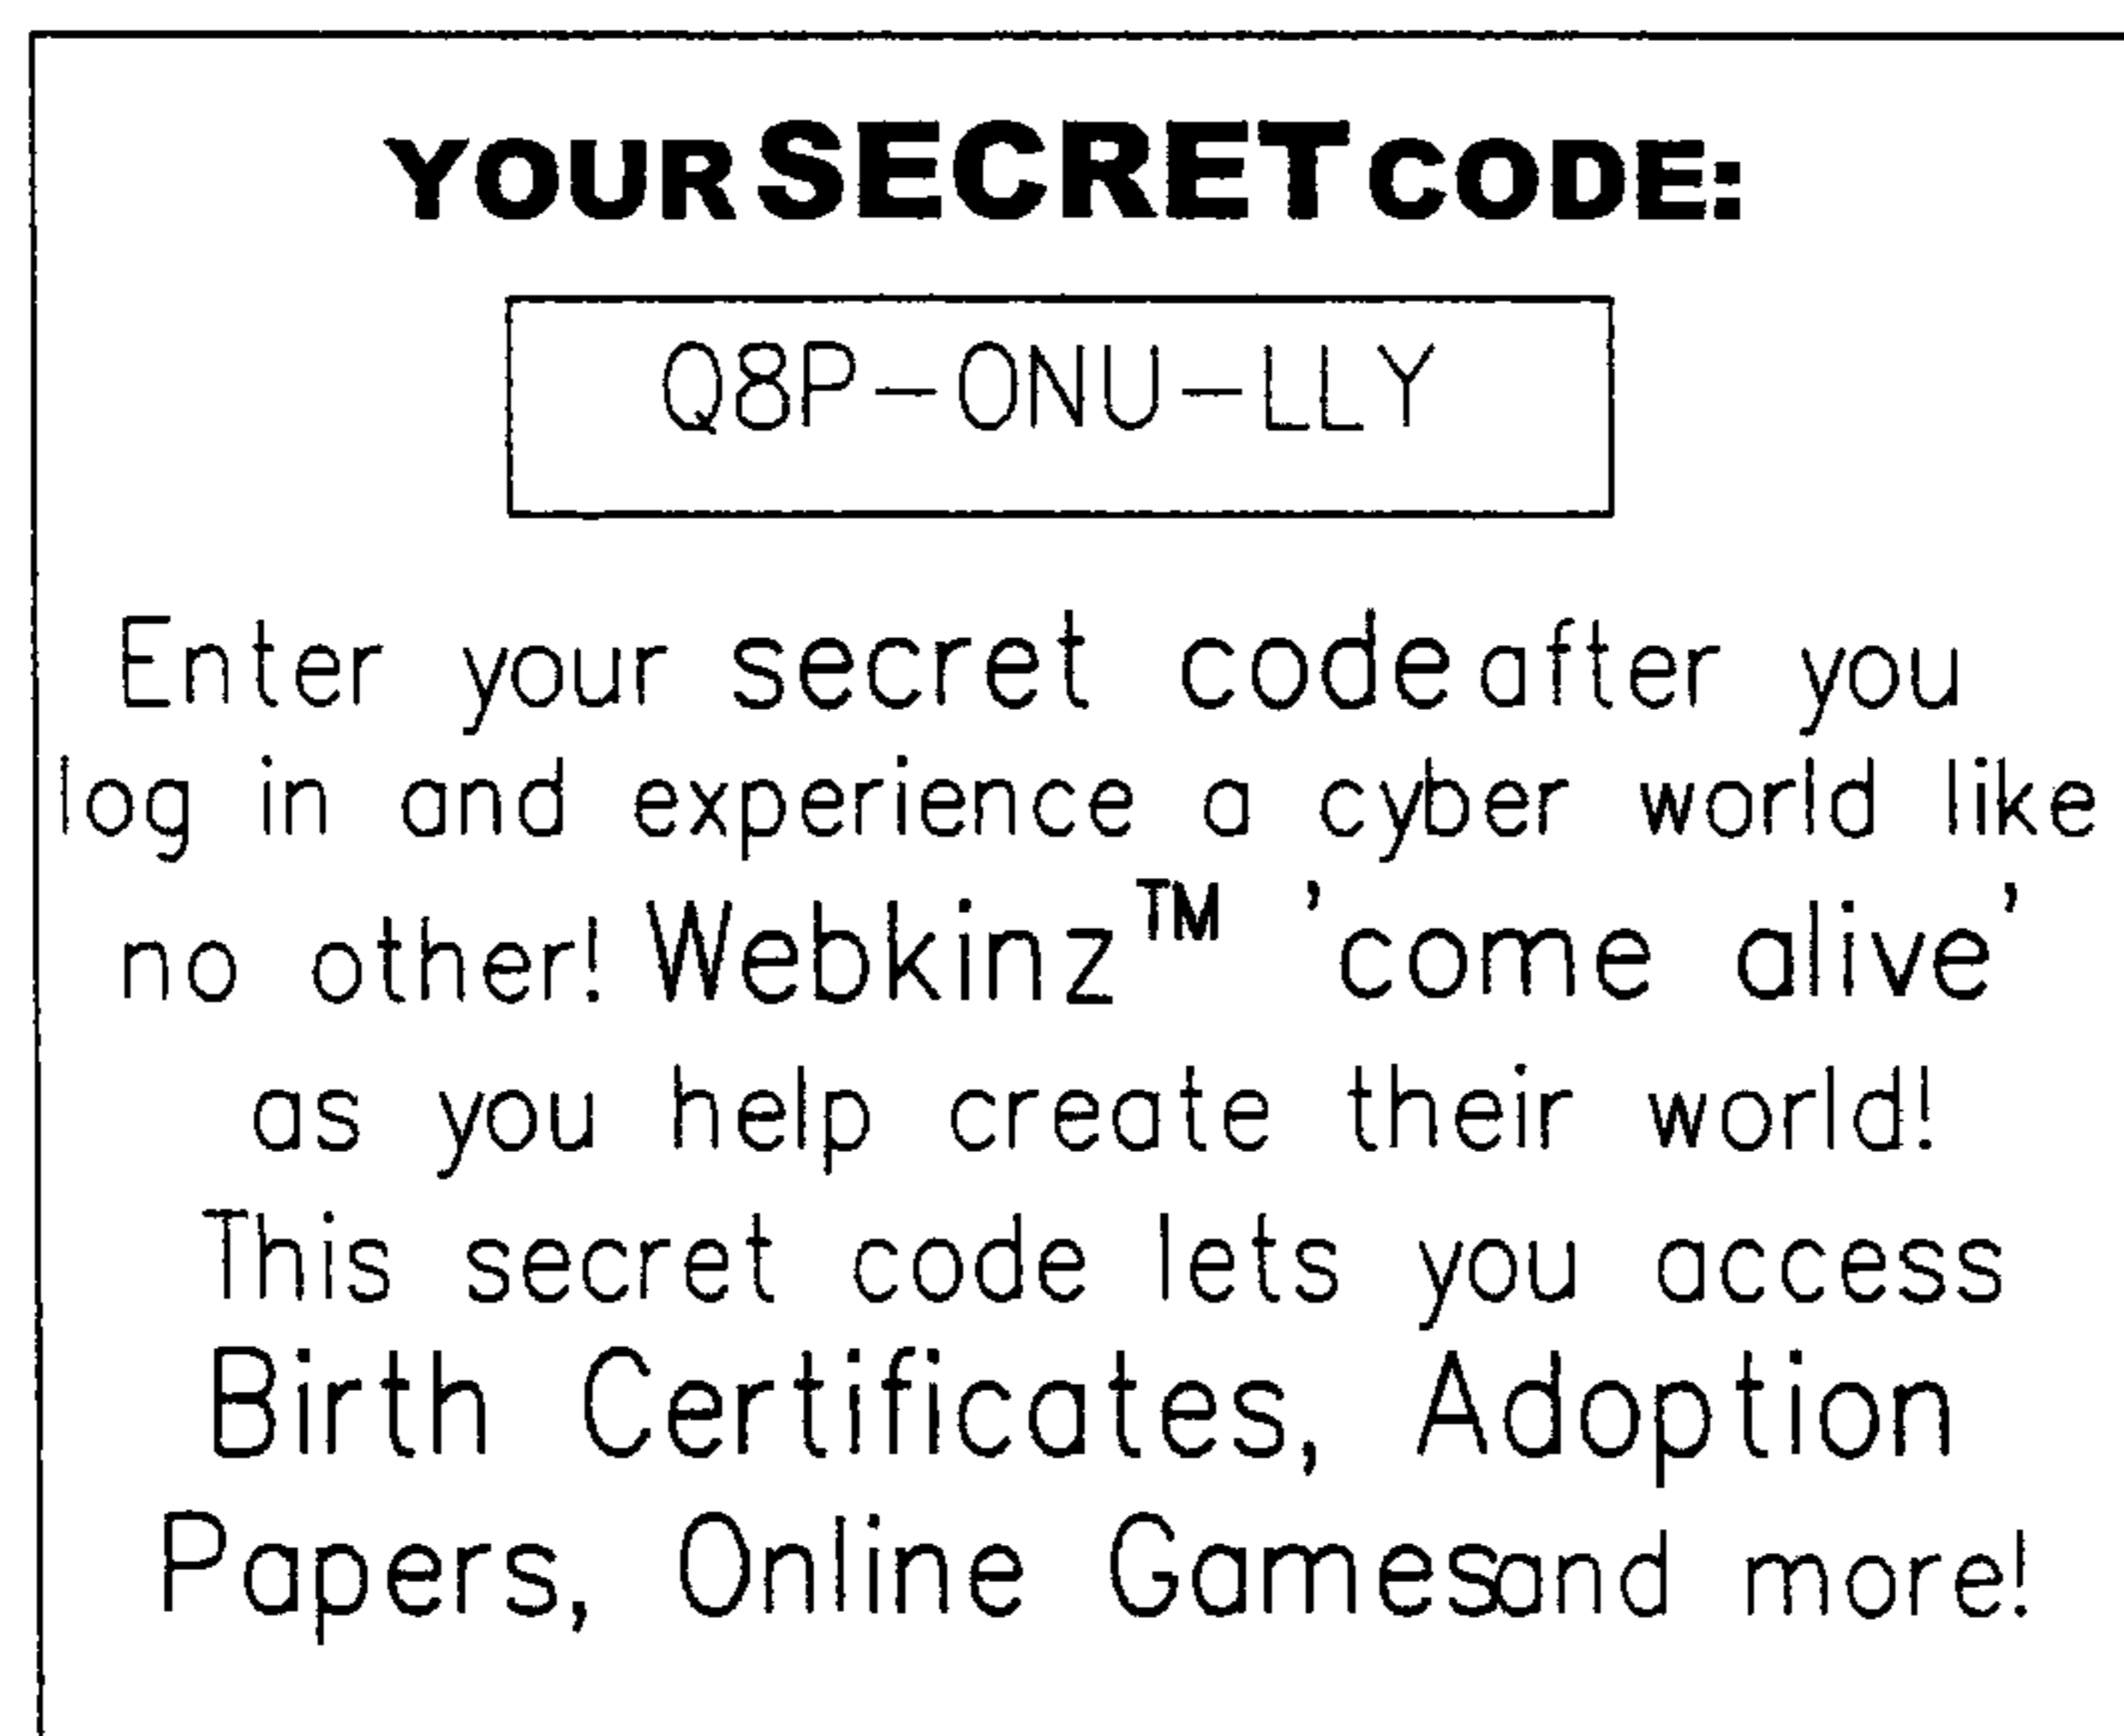 YOUR SECRET CODE:
Q8P-0NU-LLY
Enter your secret code after you
log in and experience a cyber world like
no other! Webkinz™ 'come alive'
as you help create their world!
This secret code lets you access
Birth Certificates, Adoption
Papers, Online Games and more!